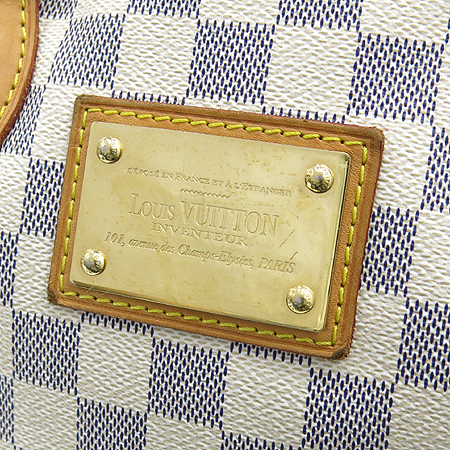 DÉPOSÉ EN FRANCE ET À L'ÉTRANGER
LOUIS VUITTON
INVENTEUR
101, avenue des Champs-Elysées, PARIS